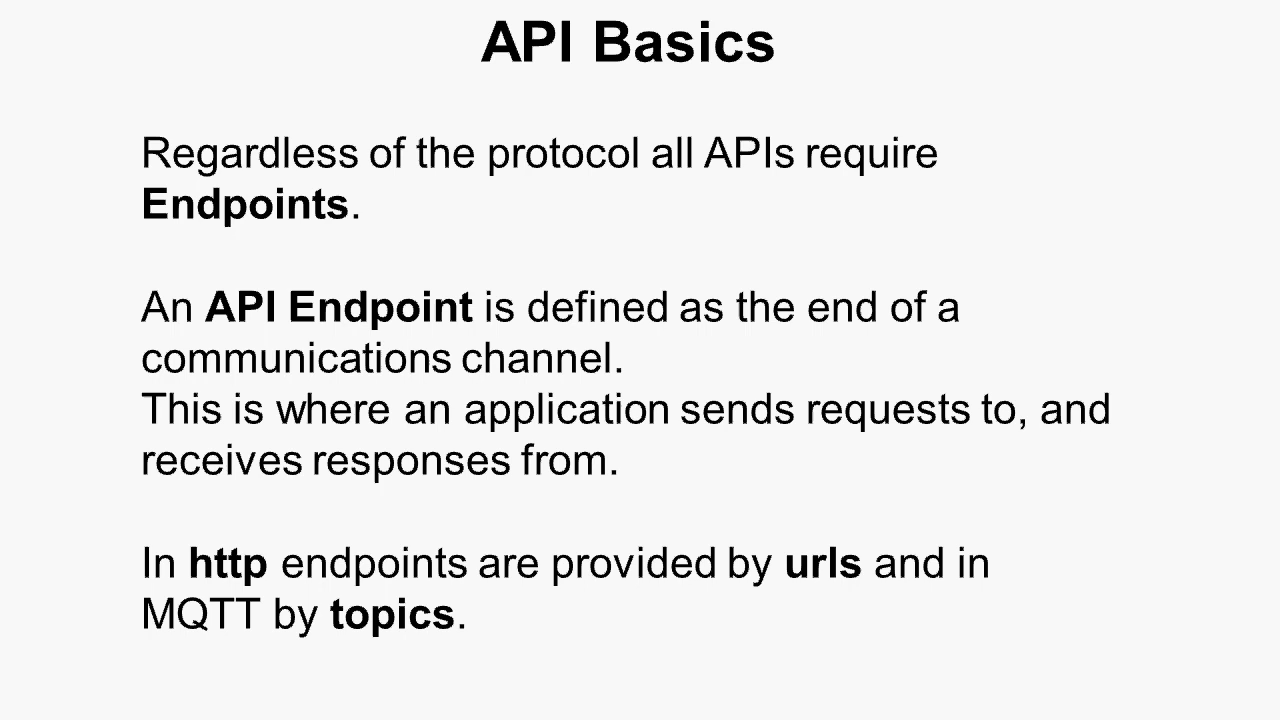 API Basics
Regardless of the protocol all APIs require
Endpoints.
An API Endpoint is defined as the end of a
communications channel.
This is where an application sends requests to, and
receives responses from.
In http endpoints are provided by urls and in
MQTT by topics.